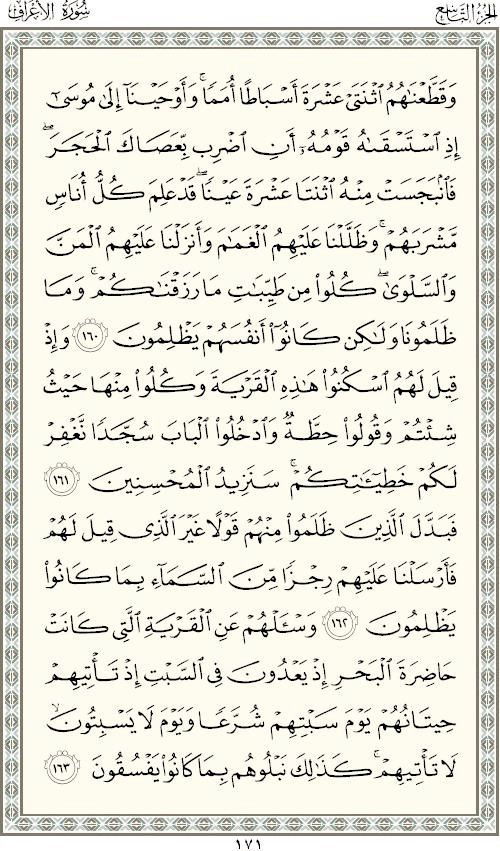 الجزء التاسع
سورة الأعراف
وَقَطَّعْنَٰهُمُ ٱثْنَتَىْ عَشْرَةَ أَسْبَاطًا أُمَمًا ۚ وَأَوْحَيْنَآ إِلَىٰ مُوسَىٰٓ
إِذِ ٱسْتَسْقَىٰهُ قَوْمُهُۥٓ أَنِ ٱضْرِب بِّعَصَاكَ ٱلْحَجَرَ ۖ
فَٱنۢبَجَسَتْ مِنْهُ ٱثْنَتَا عَشْرَةَ عَيْنًا ۖ قَدْ عَلِمَ كُلُّ أُنَاسٍ
مَّشْرَبَهُمْ ۚ وَظَلَّلْنَا عَلَيْهِمُ ٱلْغَمَٰمَ وَأَنزَلْنَا عَلَيْهِمُ ٱلْمَنَّ
وَٱلسَّلْوَىٰ ۖ كُلُوا۟ مِن طَيِّبَٰتِ مَا رَزَقْنَٰكُمْ ۚ وَمَا
ظَلَمُونَا وَلَٰكِن كَانُوٓا۟ أَنفُسَهُمْ يَظْلِمُونَ ١٦٠ وَإِذْ
قِيلَ لَهُمُ ٱسْكُنُوا۟ هَٰذِهِ ٱلْقَرْيَةَ وَكُلُوا۟ مِنْهَا حَيْثُ
شِئْتُمْ وَقُولُوا۟ حِطَّةٌ وَٱدْخُلُوا۟ ٱلْبَابَ سُجَّدًا نَّغْفِرْ
لَكُمْ خَطِيٓـَٰٔتِكُمْ ۚ سَنَزِيدُ ٱلْمُحْسِنِينَ ١٦١
فَبَدَّلَ ٱلَّذِينَ ظَلَمُوا۟ مِنْهُمْ قَوْلًا غَيْرَ ٱلَّذِى قِيلَ لَهُمْ
فَأَرْسَلْنَا عَلَيْهِمْ رِجْزًا مِّنَ ٱلسَّمَآءِ بِمَا كَانُوا۟
يَظْلِمُونَ ١٦٢ وَسْـَٔلْهُمْ عَنِ ٱلْقَرْيَةِ ٱلَّتِى كَانَتْ
حَاضِرَةَ ٱلْبَحْرِ إِذْ يَعْدُونَ فِى ٱلسَّبْتِ إِذْ تَأْتِيهِمْ
حِيتَانُهُمْ يَوْمَ سَبْتِهِمْ شُرَّعًا وَيَوْمَ لَا يَسْبِتُونَ ۙ
لَا تَأْتِيهِمْ ۚ كَذَٰلِكَ نَبْلُوهُم بِمَا كَانُوا۟ يَفْسُقُونَ ١٦٣
١٧١